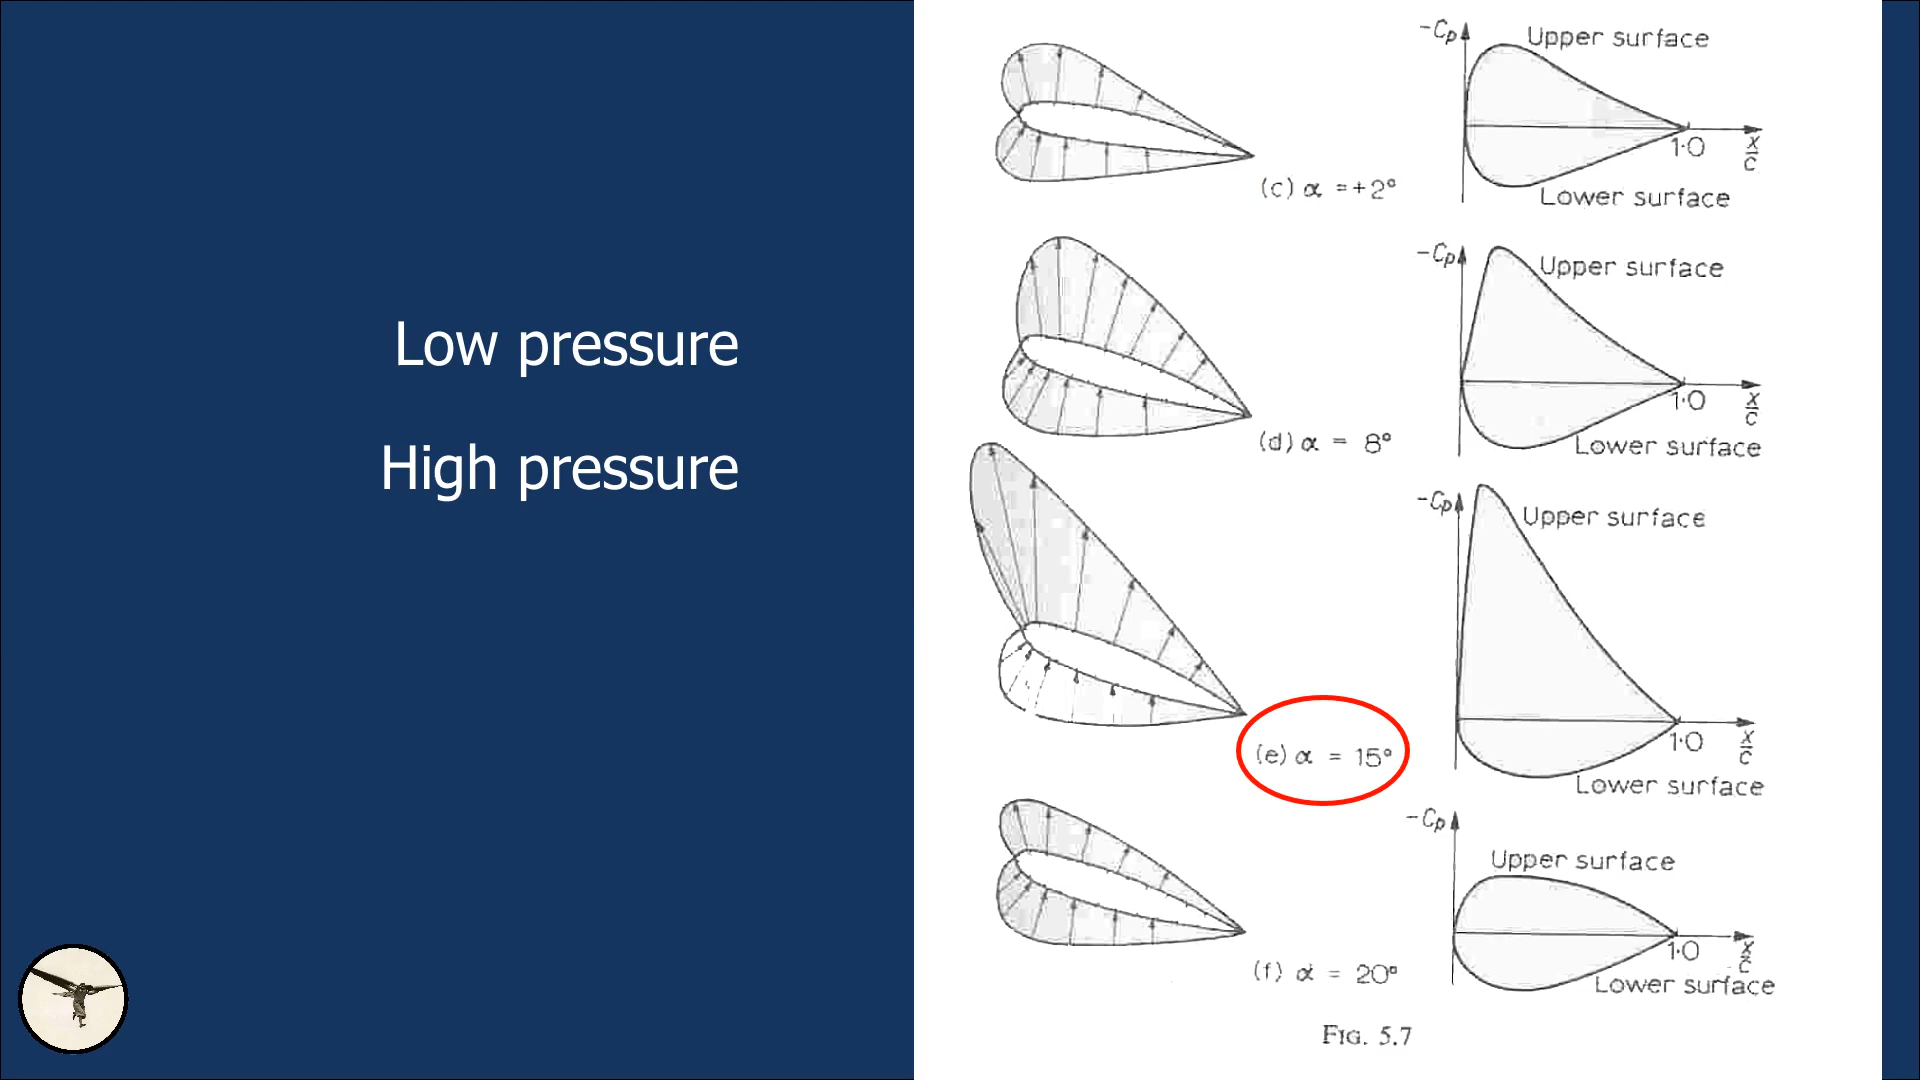 Low pressure
High pressure
-Cp
Upper surface
1·0
x/c
(c) α = +2°
Lower surface
-Cp
Upper surface
1·0
x/c
(d) α = 8°
Lower surface
-Cp
Upper surface
1·0
x/c
(e) α = 15°
Lower surface
-Cp
Upper surface
1·0
x/c
(f) α = 20°
Lower surface
FIG. 5.7